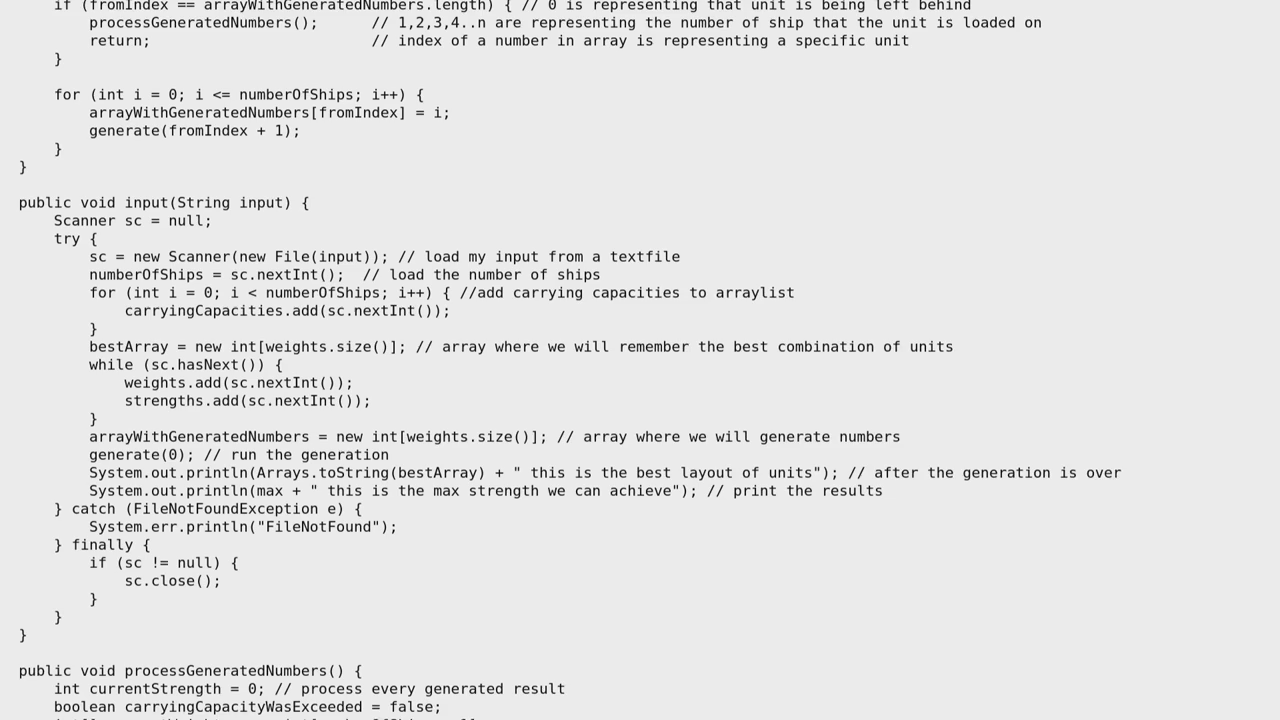 if (fromIndex == arrayWithGeneratedNumbers.length) { // 0 is representing that unit is being left behind
        processGeneratedNumbers();      // 1,2,3,4..n are representing the number of ship that the unit is loaded on
        return;                         // index of a number in array is representing a specific unit
    }

    for (int i = 0; i <= numberOfShips; i++) {
        arrayWithGeneratedNumbers[fromIndex] = i;
        generate(fromIndex + 1);
    }
}

public void input(String input) {
    Scanner sc = null;
    try {
        sc = new Scanner(new File(input)); // load my input from a textfile
        numberOfShips = sc.nextInt();  // load the number of ships
        for (int i = 0; i < numberOfShips; i++) { //add carrying capacities to arraylist
            carryingCapacities.add(sc.nextInt());
        }
        bestArray = new int[weights.size()]; // array where we will remember the best combination of units
        while (sc.hasNext()) {
            weights.add(sc.nextInt());
            strengths.add(sc.nextInt());
        }
        arrayWithGeneratedNumbers = new int[weights.size()]; // array where we will generate numbers
        generate(0); // run the generation
        System.out.println(Arrays.toString(bestArray) + " this is the best layout of units"); // after the generation is over
        System.out.println(max + " this is the max strength we can achieve"); // print the results
    } catch (FileNotFoundException e) {
        System.err.println("FileNotFound");
    } finally {
        if (sc != null) {
            sc.close();
        }
    }
}

public void processGeneratedNumbers() {
    int currentStrength = 0; // process every generated result
    boolean carryingCapacityWasExceeded = false;